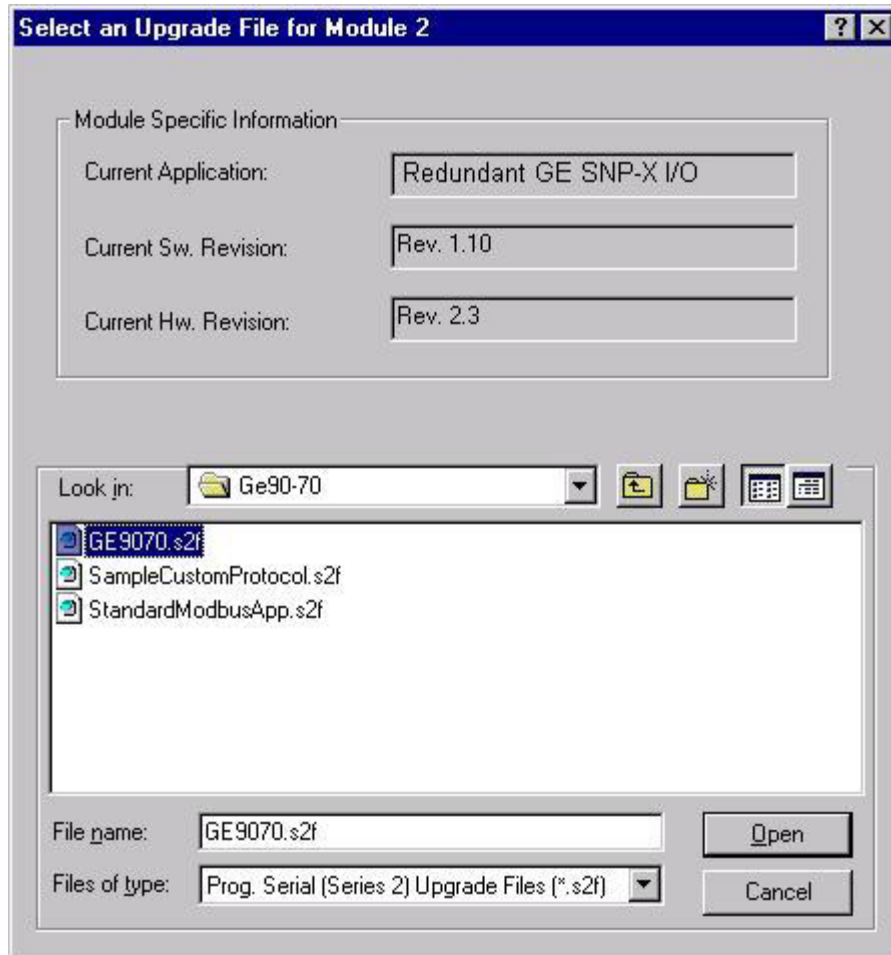 Select an Upgrade File for Module 2
Module Specific Information
Current Application: Redundant GE SNP-X I/O
Current Sw. Revision: Rev. 1.10
Current Hw. Revision: Rev. 2.3
Look in: Ge90-70
GE9070.s2f
SampleCustomProtocol.s2f
StandardModbusApp.s2f
File name: GE9070.s2f Open
Files of type: Prog. Serial (Series 2) Upgrade Files (*.s2f) Cancel